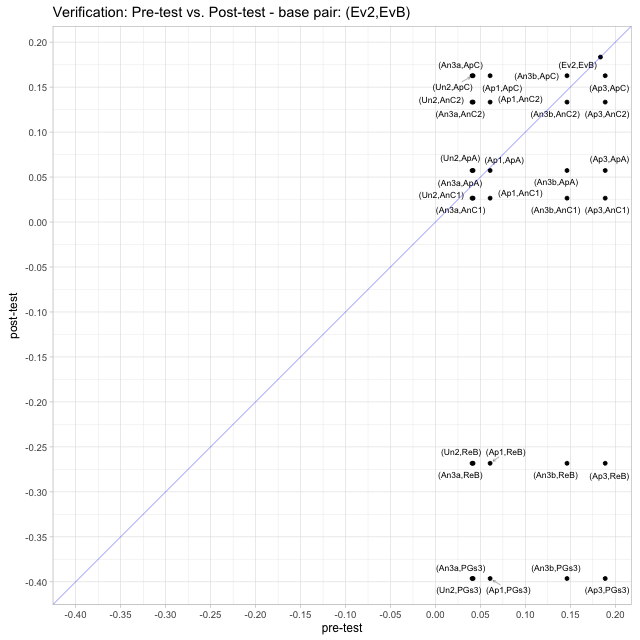 Verification: Pre-test vs. Post-test - base pair: (Ev2,EvB)
0.20
(Ev2,EvB)
(An3a,ApC)
(An3b,ApC)
0.15
(Un2,ApC)
(Ap1,ApC)
(Ap3,ApC)
(Un2,AnC2)
(Ap1,AnC2)
(An3a,AnC2)
(An3b,AnC2)
(Ap3,AnC2)
0.10
(Un2,ApA)
(Ap1,ApA)
(Ap3,ApA)
0.05
(An3a,ApA)
(An3b,ApA)
(Un2,AnC1)
(Ap1,AnC1)
(An3a,AnC1)
(An3b,AnC1)
(Ap3,AnC1)
0.00
-0.05
-0.10
post-test
-0.15
-0.20
-0.25
(Un2,ReB)
(Ap1,ReB)
(An3a,ReB)
(An3b,ReB)
(Ap3,ReB)
-0.30
-0.35
(An3a,PGs3)
(An3b,PGs3)
-0.40
(Un2,PGs3)
(Ap1,PGs3)
(Ap3,PGs3)
-0.40 -0.35 -0.30 -0.25 -0.20 -0.15 -0.10 -0.05 0.00 0.05 0.10 0.15 0.20
pre-test